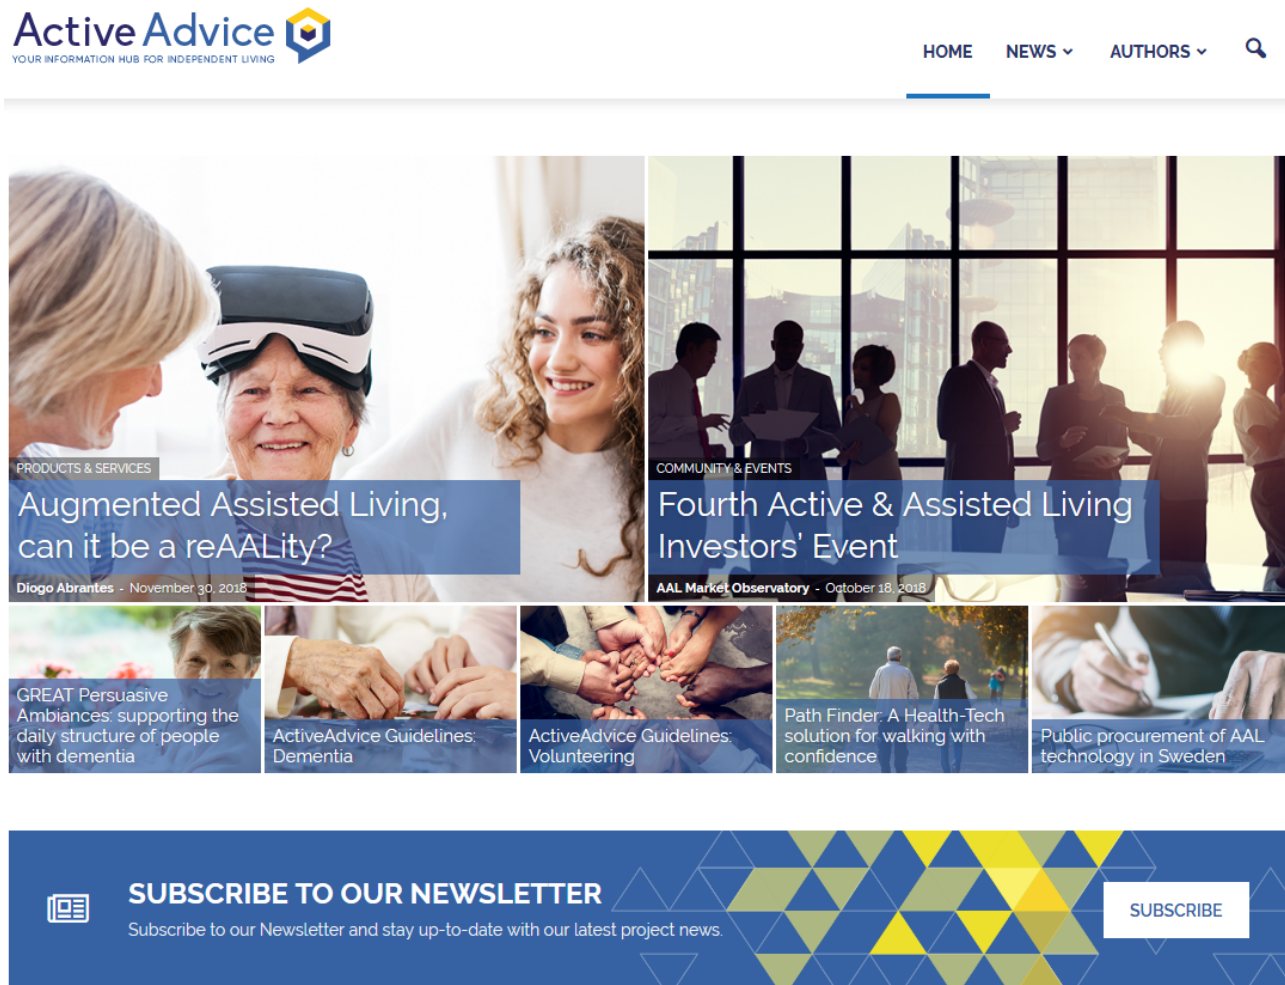 Active Advice
YOUR INFORMATION HUB FOR INDEPENDENT LIVING
HOME NEWS AUTHORS
PRODUCTS & SERVICES
Augmented Assisted Living,
can it be a reAALity?
Diogo Abrantes - November 30, 2018
COMMUNITY & EVENTS
Fourth Active & Assisted Living
Investors' Event
AAL Market Observatory - October 18, 2018
GREAT Persuasive
Ambiances: supporting the
daily structure of people
with dementia
ActiveAdvice Guidelines:
Dementia
ActiveAdvice Guidelines:
Volunteering
Path Finder: A Health-Tech
solution for walking with
confidence
Public procurement of AAL
technology in Sweden
SUBSCRIBE TO OUR NEWSLETTER
Subscribe to our Newsletter and stay up-to-date with our latest project news.
SUBSCRIBE